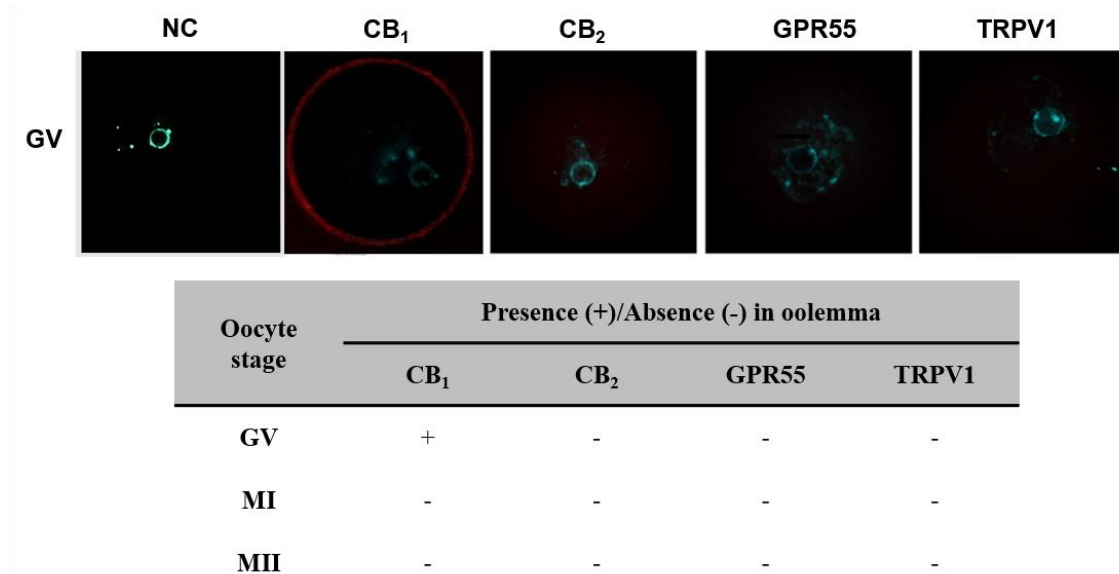 NC CB₁ CB₂ GPR55 TRPV1
GV
Oocyte stage Presence (+)/Absence (-) in oolemma
CB₁ CB₂ GPR55 TRPV1
GV + - - -
MI - - - -
MII - - - -